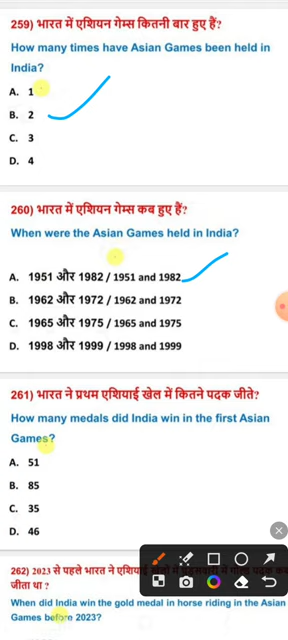 259) भारत में एशियन गेम्स कितनी बार हुए हैं?
How many times have Asian Games been held in
India?
A. 1
B. 2
C. 3
D. 4
260) भारत में एशियन गेम्स कब हुए हैं?
When were the Asian Games held in India?
A. 1951 और 1982 / 1951 and 1982
B. 1962 और 1972 / 1962 and 1972
C. 1965 और 1975 / 1965 and 1975
D. 1998 और 1999 / 1998 and 1999
261) भारत ने प्रथम एशियाई खेल में कितने पदक जीते?
How many medals did India win in the first Asian
Games?
A. 51
B. 85
C. 35
D. 46
262) 2023 से पहले भारत ने एशियाई
जीता था ?
When did India win the gold medal in horse riding in the Asian
Games before 2023?